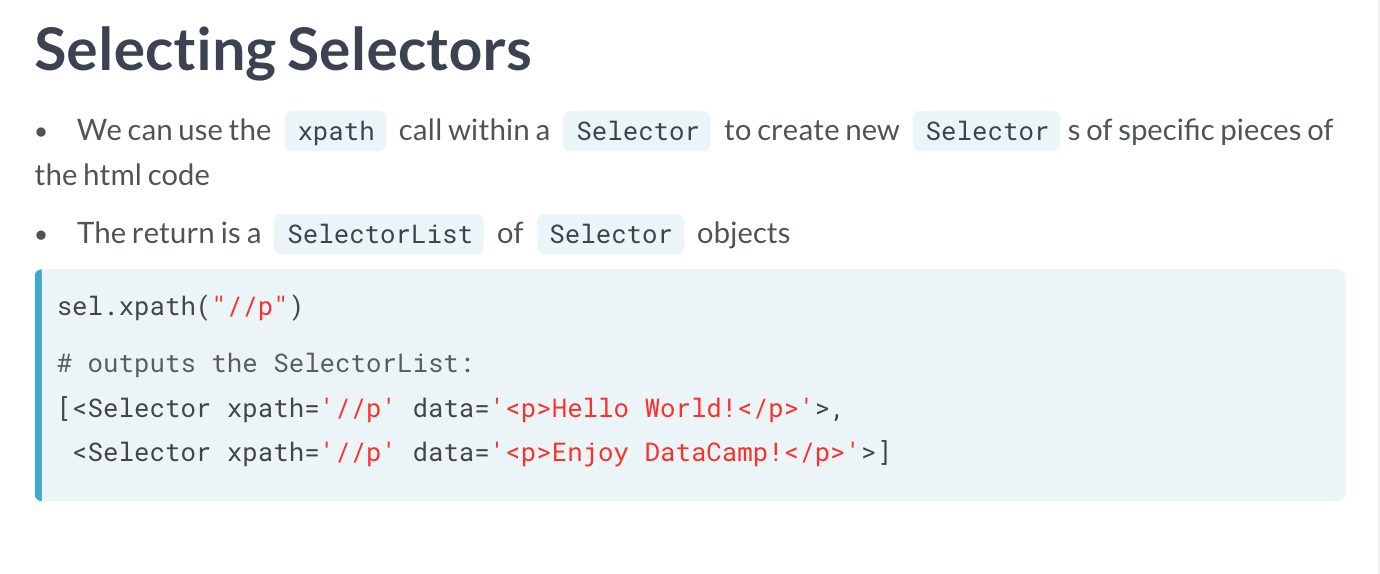 Selecting Selectors
• We can use the xpath call within a Selector to create new Selector s of specific pieces of
the html code
• The return is a SelectorList of Selector objects
sel.xpath("//p")
# outputs the SelectorList:
[<Selector xpath='//p' data='<p>Hello World!</p>'>,
 <Selector xpath='//p' data='<p>Enjoy DataCamp!</p>'>]